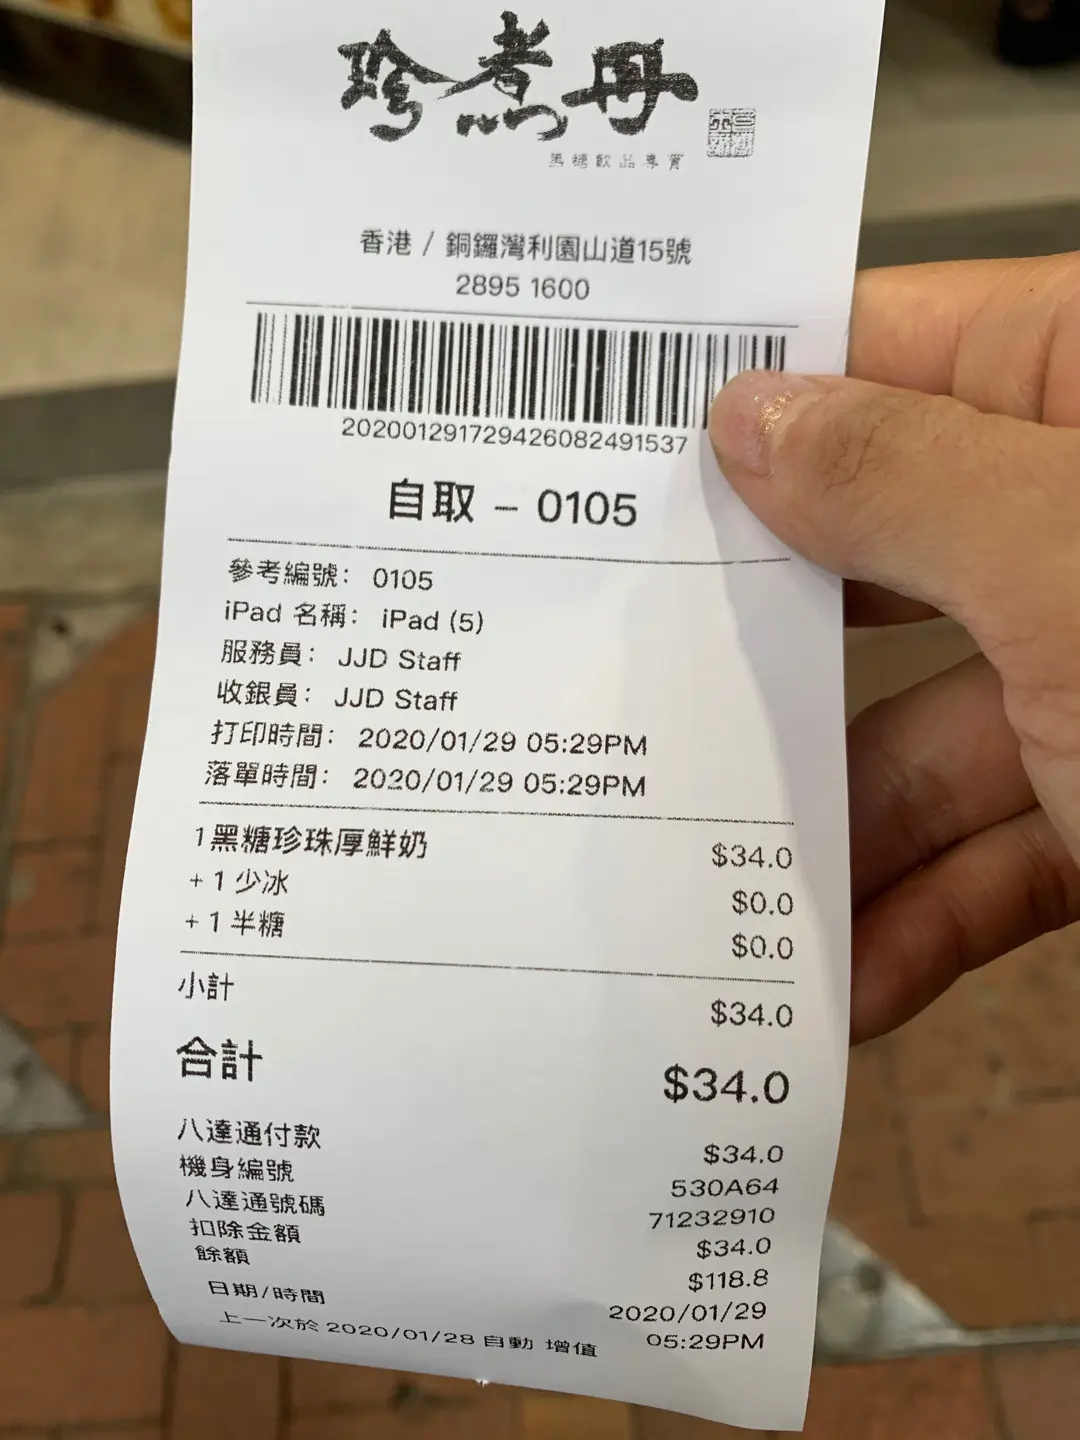 珍煮丹
黑糖飲品專賣
香港 / 銅鑼灣利園山道15號
2895 1600
202001291729426082491537
自取 – 0105
參考編號： 0105
iPad 名稱： iPad (5)
服務員： JJD Staff
收銀員： JJD Staff
打印時間： 2020/01/29 05:29PM
落單時間： 2020/01/29 05:29PM
1 黑糖珍珠厚鮮奶 $34.0
+ 1 少冰 $0.0
+ 1 半糖 $0.0
小計 $34.0
合計 $34.0
八達通付款 $34.0
機身編號 530A64
八達通號碼 71232910
扣除金額 $34.0
餘額 $118.8
日期/時間 2020/01/29
05:29PM
上一次於 2020/01/28 自動 增值